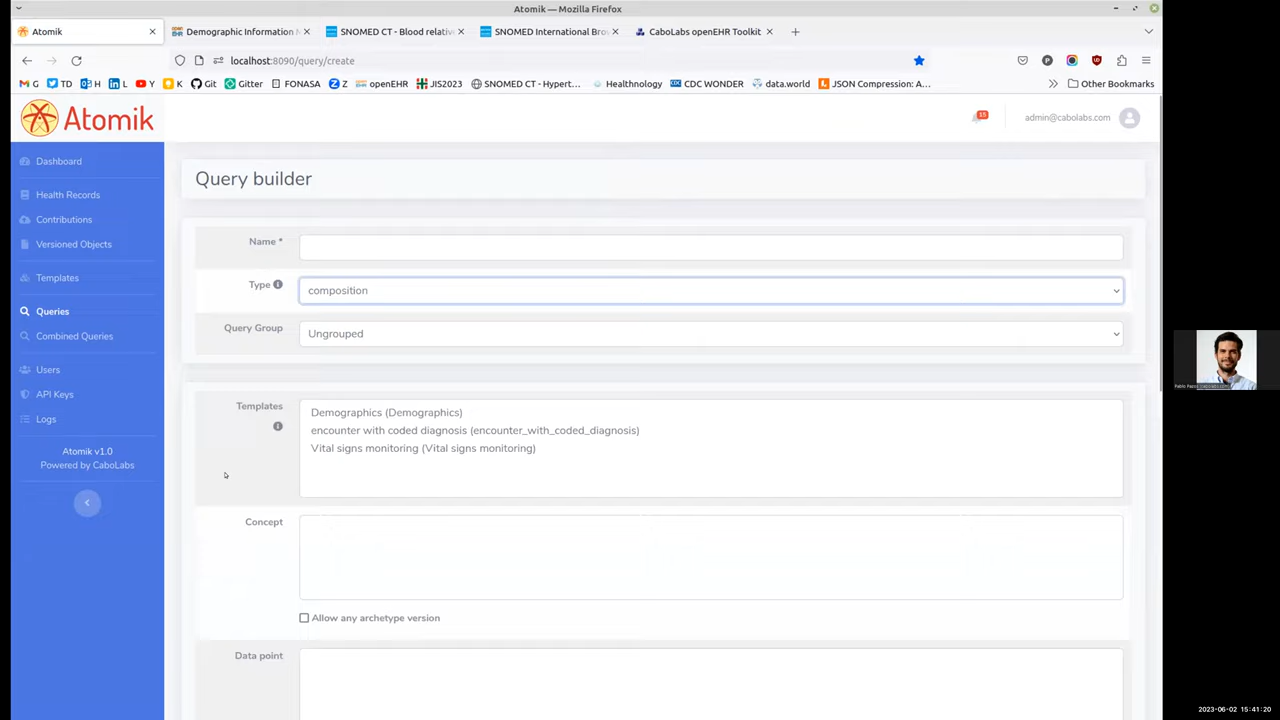 Atomik — Mozilla Firefox
Atomik
Demographic Information M
SNOMED CT - Blood relativ
SNOMED International Bro
CaboLabs openEHR Toolkit
localhost:8090/query/create
G
TD
H
LinkedIn L
Y
K
Git
Gitter
FONASA
Z
openEHR
JIS2023
SNOMED CT - Hypert...
Healthnology
CDC WONDER
data.world
JSON Compression: A...
Other Bookmarks
Atomik
15
admin@cabolabs.com
Dashboard
Health Records
Contributions
Versioned Objects
Templates
Queries
Combined Queries
Users
API Keys
Logs
Atomik v1.0
Powered by CaboLabs
Query builder
Name *
Type
composition
Query Group
Ungrouped
Templates
Demographics (Demographics)
encounter with coded diagnosis (encounter_with_coded_diagnosis)
Vital signs monitoring (Vital signs monitoring)
Concept
Allow any archetype version
Data point
2023-06-02 15:41:20